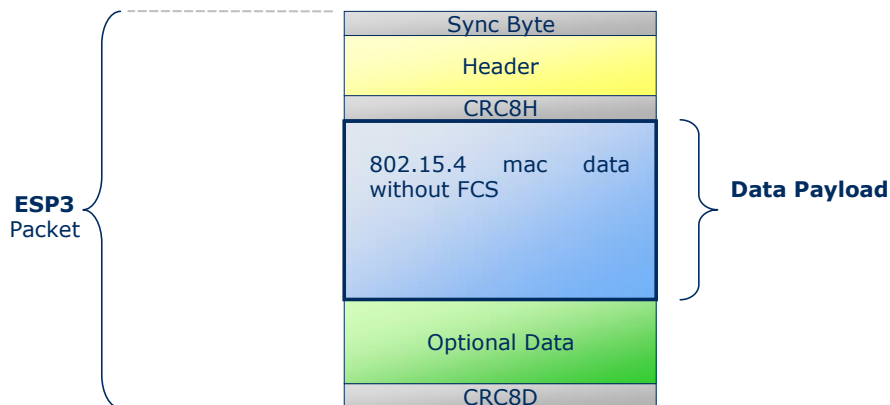 Sync Byte
Header
CRC8H
802.15.4 mac data
without FCS
ESP3
Packet
Data Payload
Optional Data
CRC8D